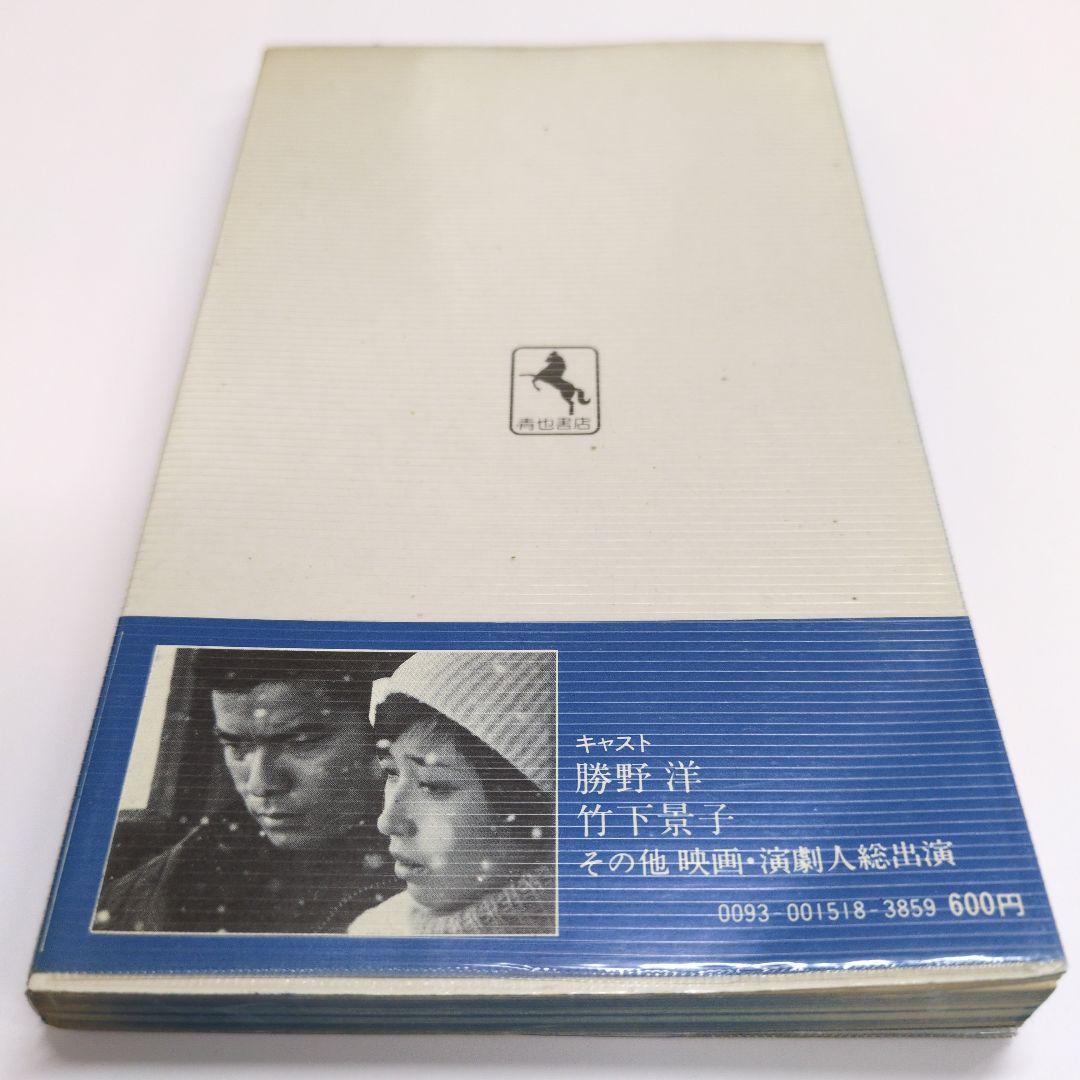 青也書店
キャスト
勝野 洋
竹下景子
その他 映画・演劇人総出演
0093-001518-3859 600円